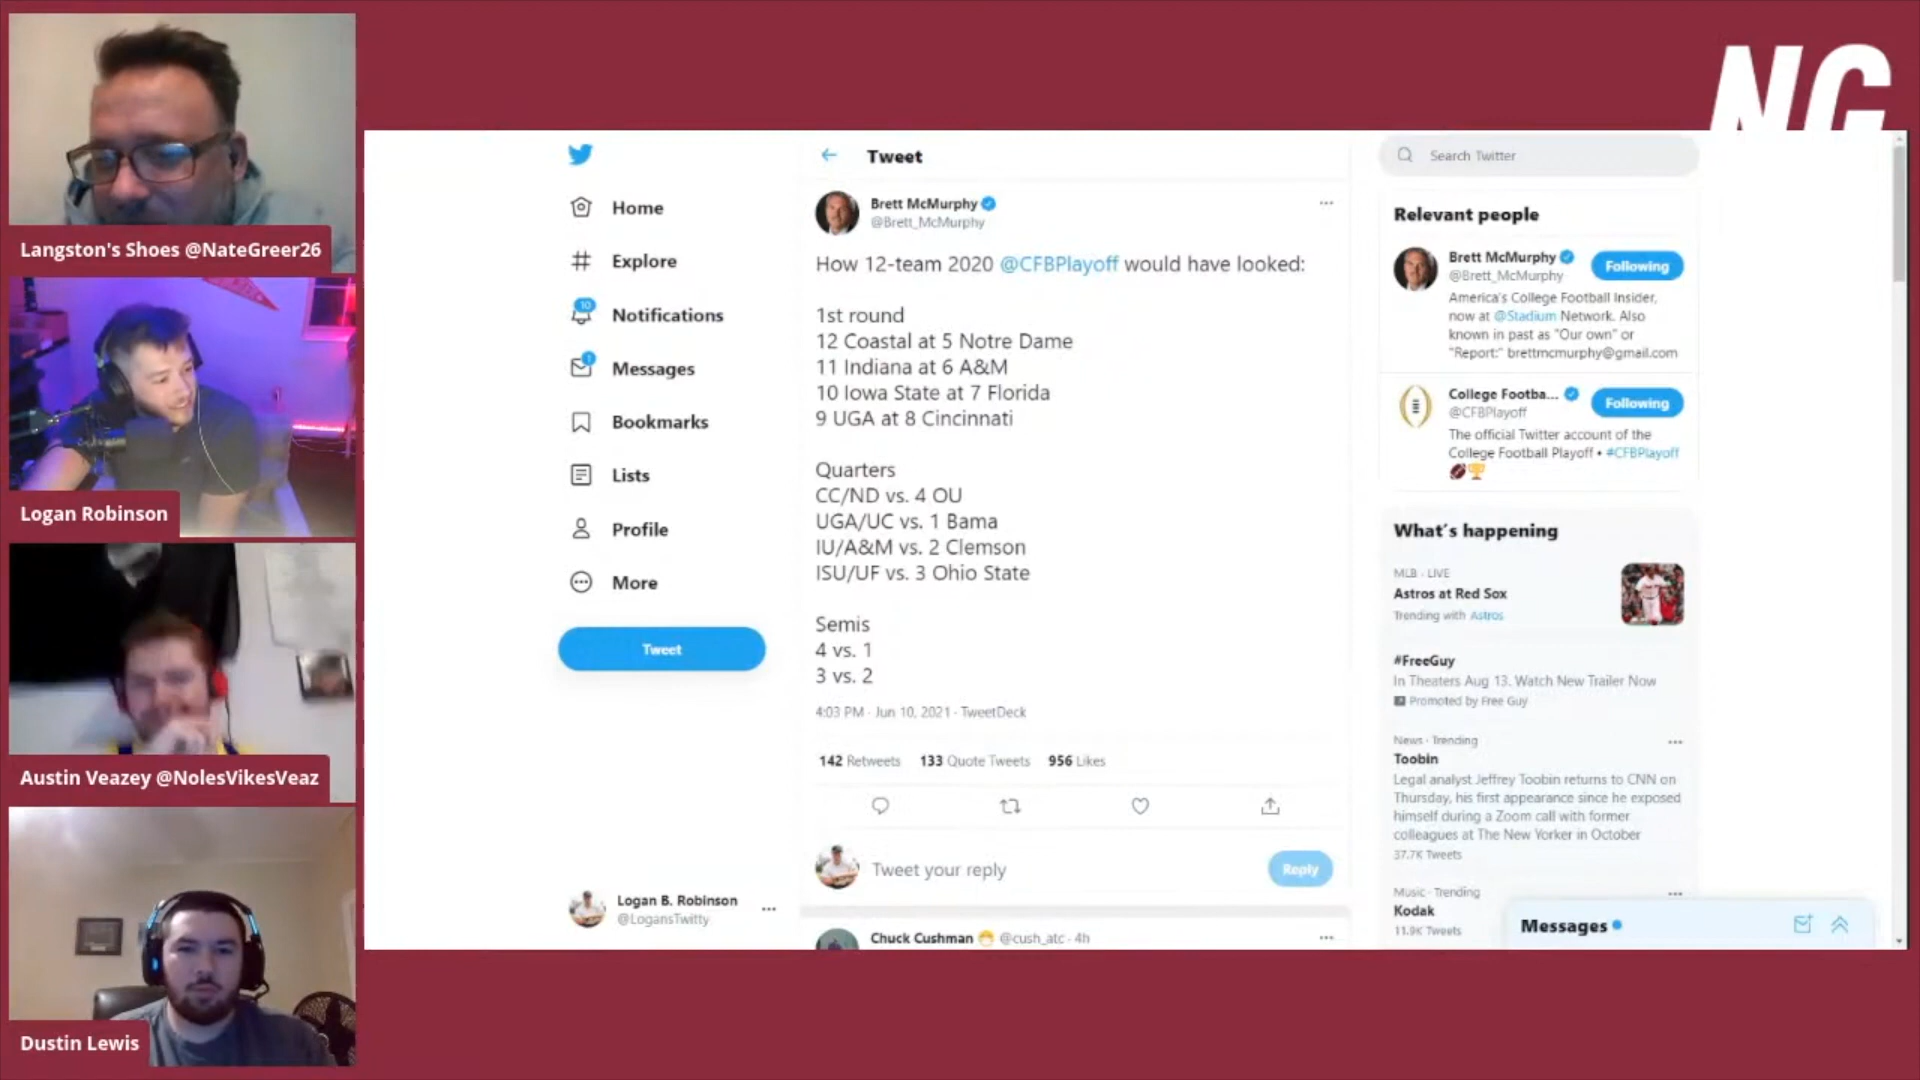 NC
Langston's Shoes @NateGreer26
Logan Robinson
Austin Veazey @NolesVikesVeaz
Dustin Lewis
Home
Explore
10
Notifications
1
Messages
Bookmarks
Lists
Profile
More
Tweet
Logan B. Robinson
@LogansTwitty
Tweet
Brett McMurphy
@Brett_McMurphy
How 12-team 2020 @CFBPlayoff would have looked:
1st round
12 Coastal at 5 Notre Dame
11 Indiana at 6 A&M
10 Iowa State at 7 Florida
9 UGA at 8 Cincinnati
Quarters
CC/ND vs. 4 OU
UGA/UC vs. 1 Bama
IU/A&M vs. 2 Clemson
ISU/UF vs. 3 Ohio State
Semis
4 vs. 1
3 vs. 2
4:03 PM · Jun 10, 2021 · TweetDeck
142 Retweets 133 Quote Tweets 956 Likes
Tweet your reply
Reply
Chuck Cushman 😷 @cush_atc · 4h
Search Twitter
Relevant people
Brett McMurphy
@Brett_McMurphy
Following
America's College Football Insider,
now at @Stadium Network. Also
known in past as "Our own" or
"Report:" brettmcmurphy@gmail.com
College Footba...
@CFBPlayoff
Following
The official Twitter account of the
College Football Playoff • #CFBPlayoff
🏈🏆
What's happening
MLB · LIVE
Astros at Red Sox
Trending with Astros
#FreeGuy
In Theaters Aug 13. Watch New Trailer Now
Promoted by Free Guy
News · Trending
Toobin
Legal analyst Jeffrey Toobin returns to CNN on
Thursday, his first appearance since he exposed
himself during a Zoom call with former
colleagues at The New Yorker in October
37.7K Tweets
Music · Trending
Kodak
11.9K Tweets
Messages